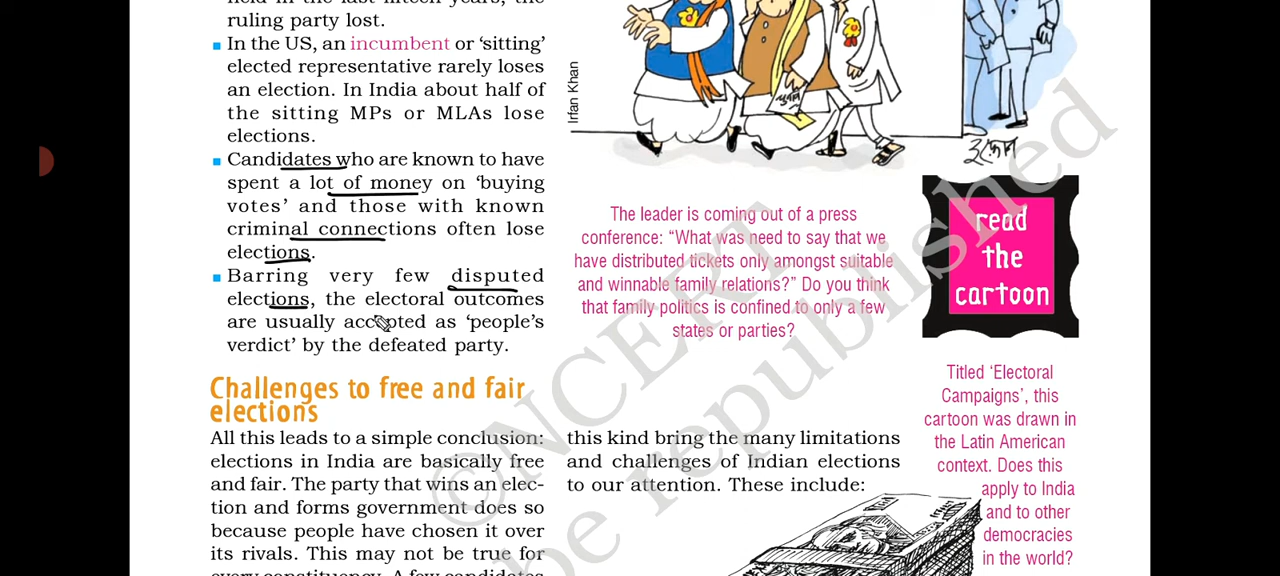 held in the last fifteen years, the
ruling party lost.
In the US, an incumbent or ‘sitting’
elected representative rarely loses
an election. In India about half of
the sitting MPs or MLAs lose
elections.
Candidates who are known to have
spent a lot of money on ‘buying
votes’ and those with known
criminal connections often lose
elections.
Barring very few disputed
elections, the electoral outcomes
are usually accepted as ‘people’s
verdict’ by the defeated party.
Challenges to free and fair
elections
All this leads to a simple conclusion:
elections in India are basically free
and fair. The party that wins an elec-
tion and forms government does so
because people have chosen it over
its rivals. This may not be true for
every constituency. A few candidates
this kind bring the many limitations
and challenges of Indian elections
to our attention. These include:
Irfan Khan
The leader is coming out of a press
conference: “What was need to say that we
have distributed tickets only amongst suitable
and winnable family relations?” Do you think
that family politics is confined to only a few
states or parties?
read
the
cartoon
Titled ‘Electoral
Campaigns’, this
cartoon was drawn in
the Latin American
context. Does this
apply to India
and to other
democracies
in the world?
©NCERT
be republished